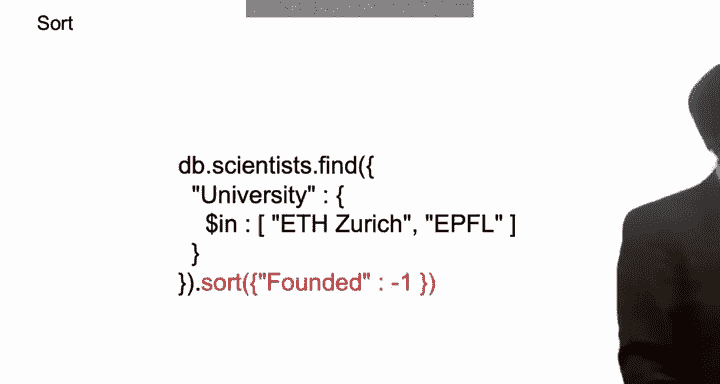 Sort
db.scientists.find({
"University" : {
$in : [ "ETH Zurich", "EPFL" ]
}
}).sort({"Founded" : -1 })